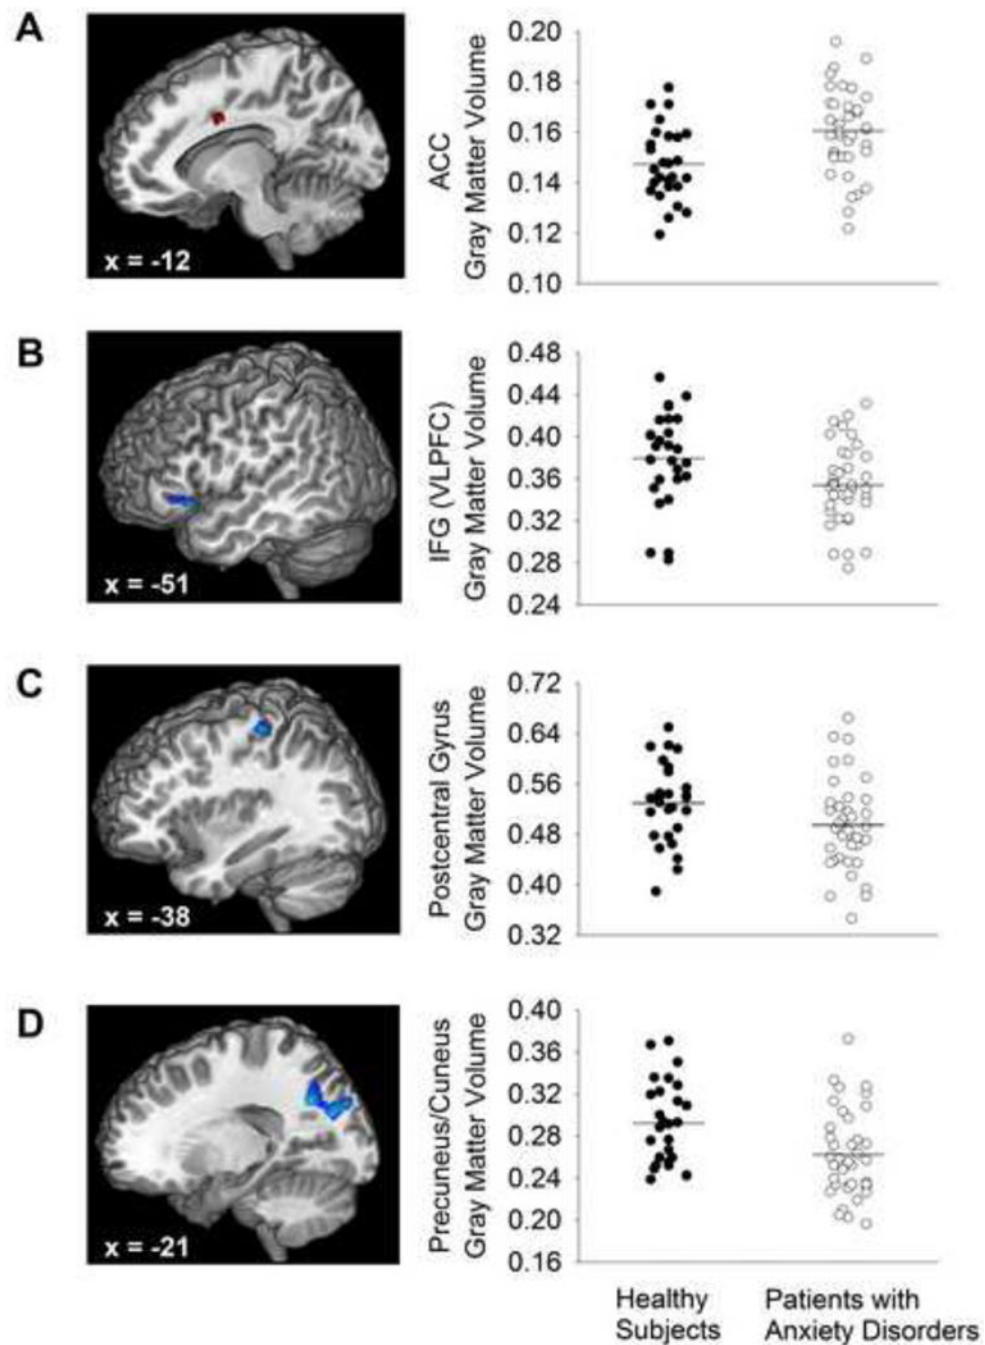 A
x = -12
ACC
Gray Matter Volume
0.20
0.18
0.16
0.14
0.12
0.10
B
x = -51
IFG (VLPFC)
Gray Matter Volume
0.48
0.44
0.40
0.36
0.32
0.28
0.24
C
x = -38
Postcentral Gyrus
Gray Matter Volume
0.72
0.64
0.56
0.48
0.40
0.32
D
x = -21
Precuneus/Cuneus
Gray Matter Volume
0.40
0.36
0.32
0.28
0.24
0.20
0.16
Healthy
Subjects
Patients with
Anxiety Disorders